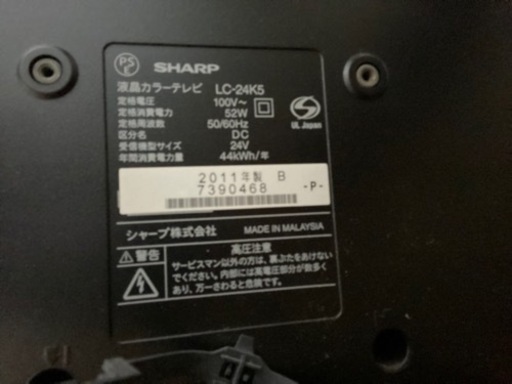 PS
SHARP
液晶カラーテレビ LC-24K5
定格電圧 100V~
定格消費電力 52W
定格周波数 50/60Hz
区分名 DC
受信機型サイズ 24V
年間消費電力量 44kWh/年
UL Japan
2011年製 B
7390468 -P-
シャープ株式会社 MADE IN MALAYSIA
警告
高圧注意
サービスマン以外の方は、裏ぶたをあけない
でください。内部には高電圧部分が数多く
あり、万一さわると危険です。